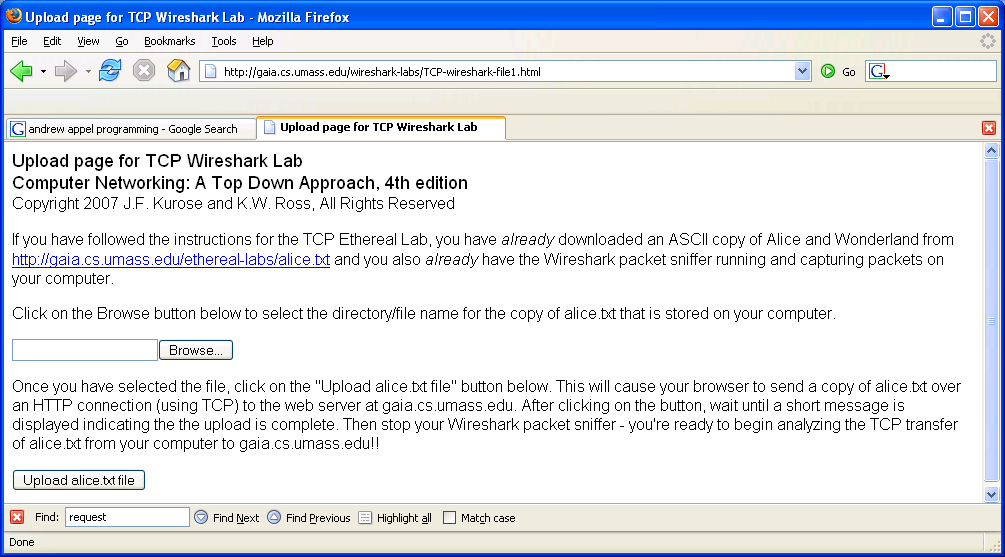 Upload page for TCP Wireshark Lab - Mozilla Firefox
File Edit View Go Bookmarks Tools Help
http://gaia.cs.umass.edu/wireshark-labs/TCP-wireshark-file1.html Go G
G andrew appel programming - Google Search Upload page for TCP Wireshark Lab
Upload page for TCP Wireshark Lab
Computer Networking: A Top Down Approach, 4th edition
Copyright 2007 J.F. Kurose and K.W. Ross, All Rights Reserved
If you have followed the instructions for the TCP Ethereal Lab, you have already downloaded an ASCII copy of Alice and Wonderland from
http://gaia.cs.umass.edu/ethereal-labs/alice.txt and you also already have the Wireshark packet sniffer running and capturing packets on
your computer.
Click on the Browse button below to select the directory/file name for the copy of alice.txt that is stored on your computer.
Browse...
Once you have selected the file, click on the "Upload alice.txt file" button below. This will cause your browser to send a copy of alice.txt over
an HTTP connection (using TCP) to the web server at gaia.cs.umass.edu. After clicking on the button, wait until a short message is
displayed indicating the the upload is complete. Then stop your Wireshark packet sniffer - you're ready to begin analyzing the TCP transfer
of alice.txt from your computer to gaia.cs.umass.edu!!
Upload alice.txt file
Find: request Find Next Find Previous Highlight all Match case
Done